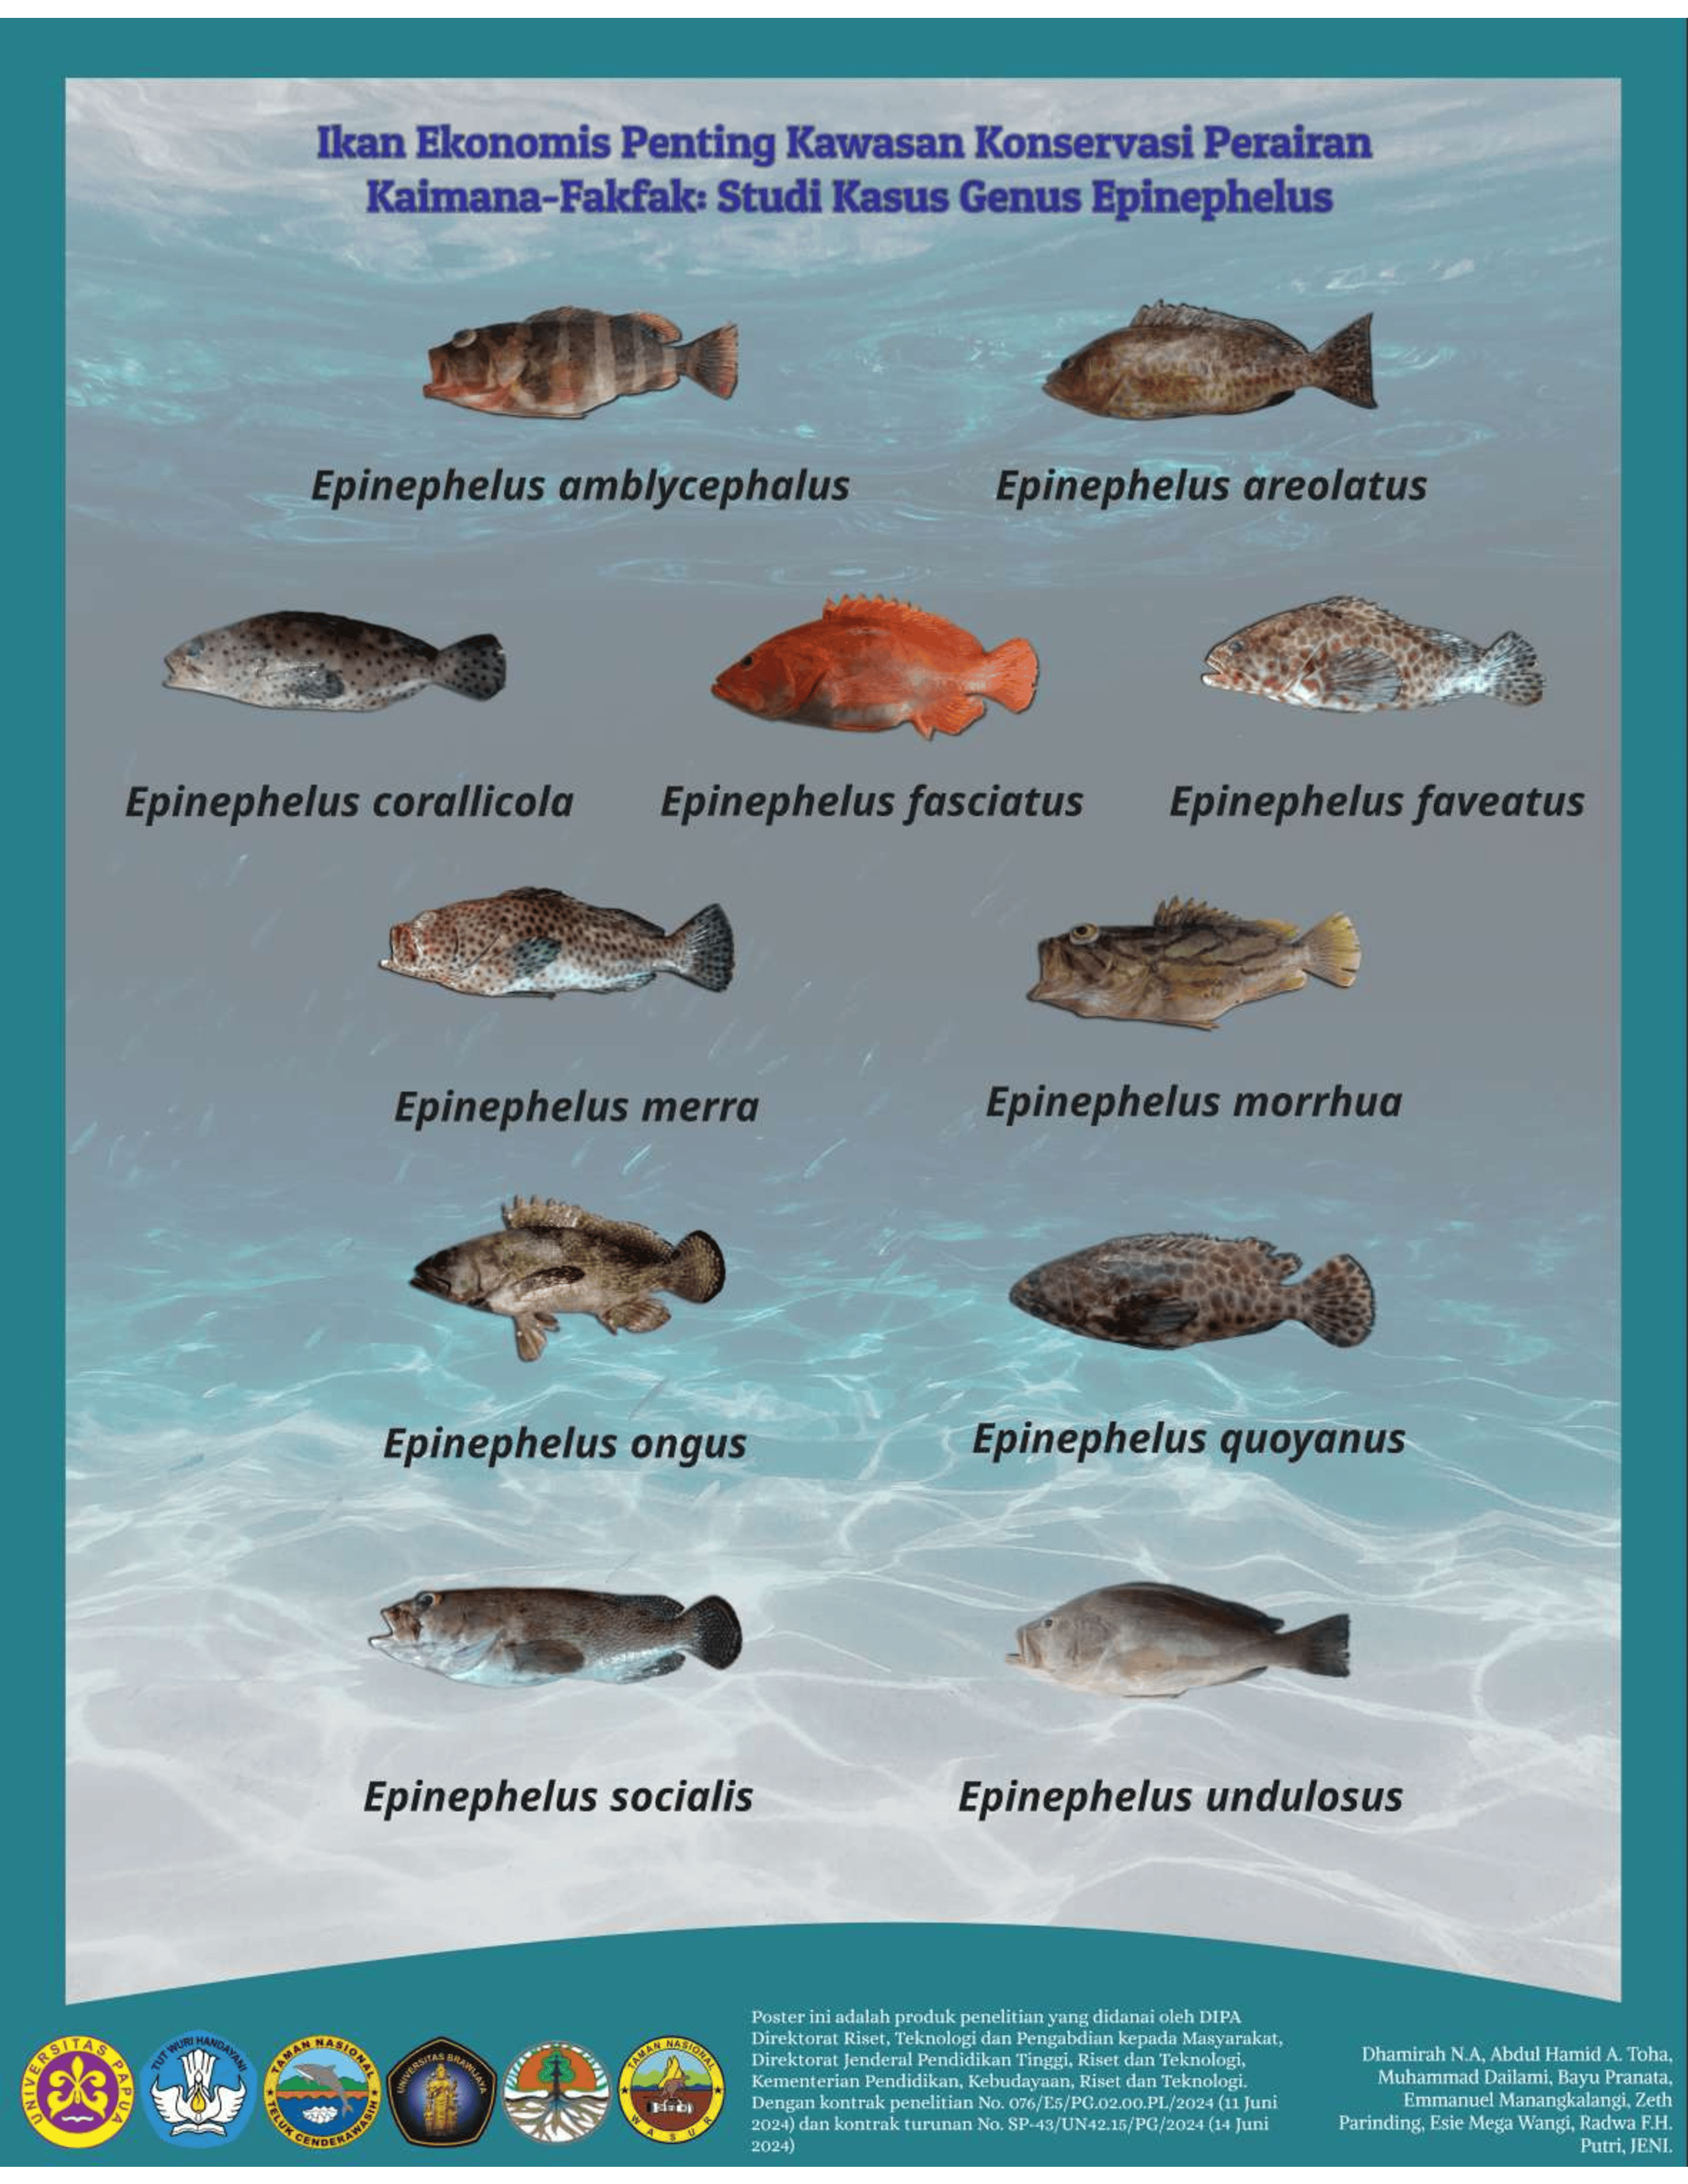 Ikan Ekonomis Penting Kawasan Konservasi Perairan
Kaimana-Fakfak: Studi Kasus Genus Epinephelus
Epinephelus amblycephalus
Epinephelus areolatus
Epinephelus corallicola
Epinephelus fasciatus
Epinephelus faveatus
Epinephelus merra
Epinephelus morrhua
Epinephelus ongus
Epinephelus quoyanus
Epinephelus socialis
Epinephelus undulosus
UNIVERSITAS PAPUA
TUT WURI HANDAYANI
TAMAN NASIONAL
TELUK CENDERAWASIH
UNIVERSITAS BRAWIJAYA
TAMAN NASIONAL
WASUR
Poster ini adalah produk penelitian yang didanai oleh DIPA
Direktorat Riset, Teknologi dan Pengabdian kepada Masyarakat,
Direktorat Jenderal Pendidikan Tinggi, Riset dan Teknologi,
Kementerian Pendidikan, Kebudayaan, Riset dan Teknologi.
Dengan kontrak penelitian No. 076/E5/PG.02.00.PL/2024 (11 Juni
2024) dan kontrak turunan No. SP-43/UN42.15/PG/2024 (14 Juni
2024)
Dhamirah N.A, Abdul Hamid A. Toha,
Muhammad Dailami, Bayu Pranata,
Emmanuel Manangkalangi, Zeth
Parinding, Esie Mega Wangi, Radwa F.H.
Putri, JENI.